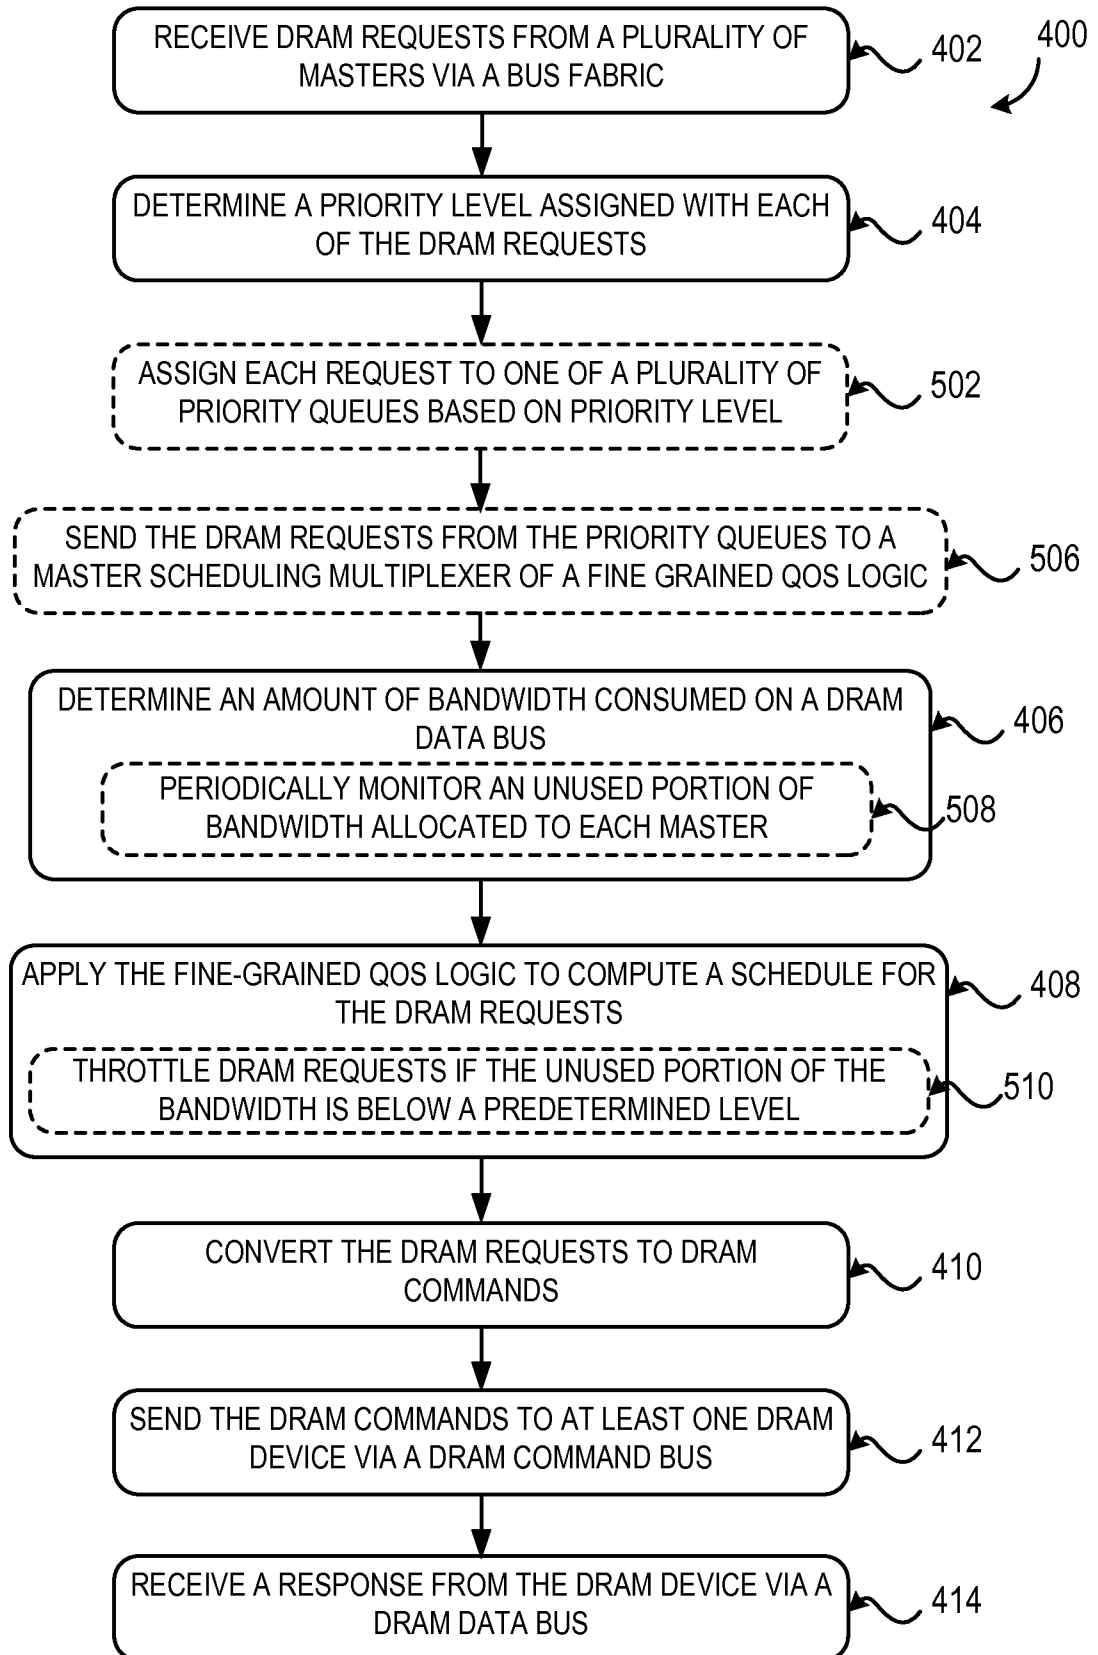 RECEIVE DRAM REQUESTS FROM A PLURALITY OF
MASTERS VIA A BUS FABRIC
402
400
DETERMINE A PRIORITY LEVEL ASSIGNED WITH EACH
OF THE DRAM REQUESTS
404
ASSIGN EACH REQUEST TO ONE OF A PLURALITY OF
PRIORITY QUEUES BASED ON PRIORITY LEVEL
502
SEND THE DRAM REQUESTS FROM THE PRIORITY QUEUES TO A
MASTER SCHEDULING MULTIPLEXER OF A FINE GRAINED QOS LOGIC
506
DETERMINE AN AMOUNT OF BANDWIDTH CONSUMED ON A DRAM
DATA BUS
406
PERIODICALLY MONITOR AN UNUSED PORTION OF
BANDWIDTH ALLOCATED TO EACH MASTER
508
APPLY THE FINE-GRAINED QOS LOGIC TO COMPUTE A SCHEDULE FOR
THE DRAM REQUESTS
408
THROTTLE DRAM REQUESTS IF THE UNUSED PORTION OF THE
BANDWIDTH IS BELOW A PREDETERMINED LEVEL
510
CONVERT THE DRAM REQUESTS TO DRAM
COMMANDS
410
SEND THE DRAM COMMANDS TO AT LEAST ONE DRAM
DEVICE VIA A DRAM COMMAND BUS
412
RECEIVE A RESPONSE FROM THE DRAM DEVICE VIA A
DRAM DATA BUS
414